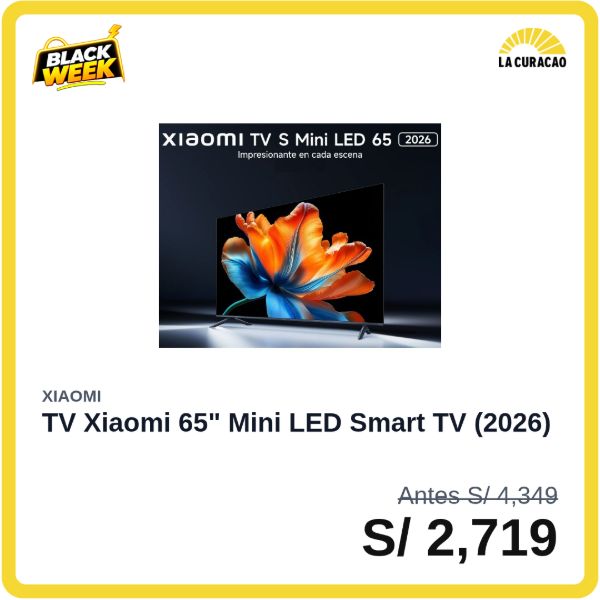 BLACK
WEEK
LA CURACAO
xiaomi TV S Mini LED 65 2026
Impresionante en cada escena
XIAOMI
TV Xiaomi 65" Mini LED Smart TV (2026)
Antes S/ 4,349
S/ 2,719